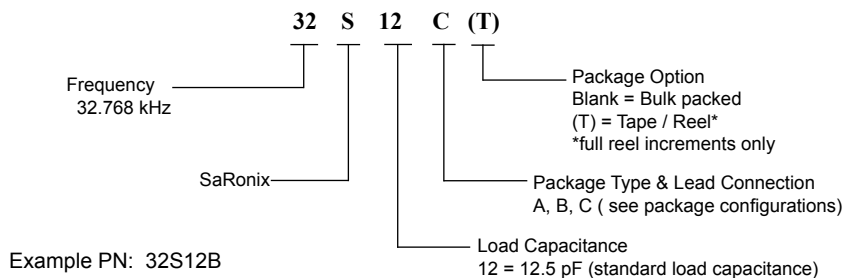 32 S 12 C (T)
Frequency
32.768 kHz
Package Option
Blank = Bulk packed
(T) = Tape / Reel*
*full reel increments only
SaRonix
Package Type & Lead Connection
A, B, C ( see package configurations)
Load Capacitance
12 = 12.5 pF (standard load capacitance)
Example PN: 32S12B